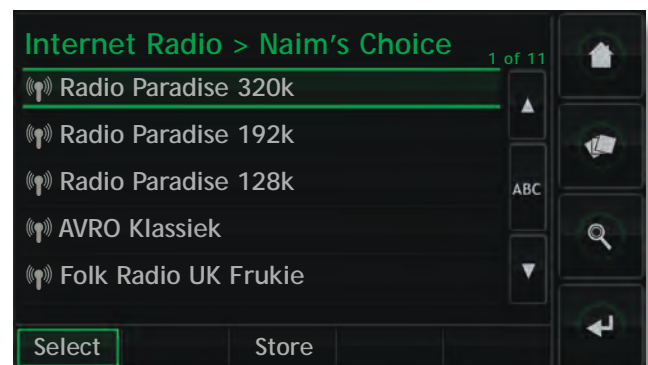 Internet Radio > Naim's Choice
1 of 11
Radio Paradise 320k
Radio Paradise 192k
Radio Paradise 128k
ABC
AVRO Klassiek
Folk Radio UK Frukie
Select
Store